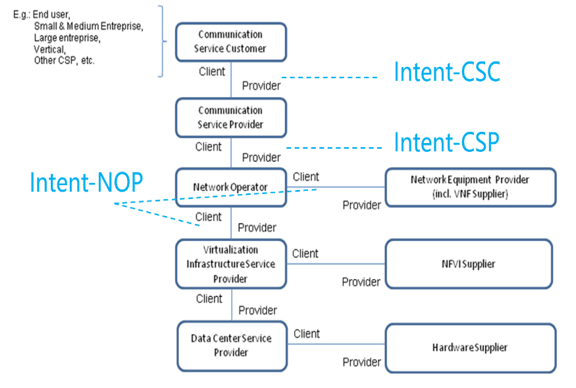 E.g.: End user,
Small & Medium Entreprise,
Large entreprise,
Vertical,
Other CSP, etc.
Communication
Service Customer
Client
Provider
Intent-CSC
Communication
Service Provider
Client
Provider
Intent-CSP
Intent-NOP
Network Operator
Client
Provider
Network Equipment Provider
(incl. VNF Supplier)
Client
Provider
Virtualization
Infrastructure Service
Provider
Client
Provider
NFVI Supplier
Client
Provider
Data Center Service
Provider
Client
Provider
Hardware Supplier